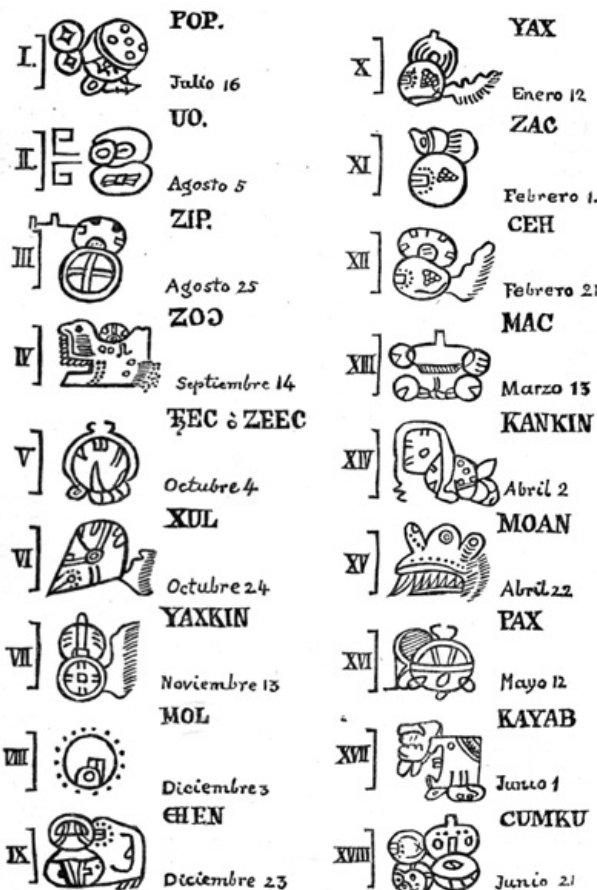 I.
POP.
Julio 16
II.
UO.
Agosto 5
III
ZIP.
Agosto 25
IV
ZOƆ
Septiembre 14
V
ꜨEC ò ZEEC
Octubre 4
VI
XUL
Octubre 24
VII
YAXKIN
Noviembre 13
VIII
MOL
Diciembre 3
IX
CHEN
Diciembre 23
X
YAX
Enero 12
XI
ZAC
Febrero 1.
XII
CEH
Febrero 21
XIII
MAC
Marzo 13
XIV
KANKIN
Abril 2
XV
MOAN
Abril 22
XVI
PAX
Mayo 12
XVII
KAYAB
Junio 1
XVIII
CUMKU
Junio 21